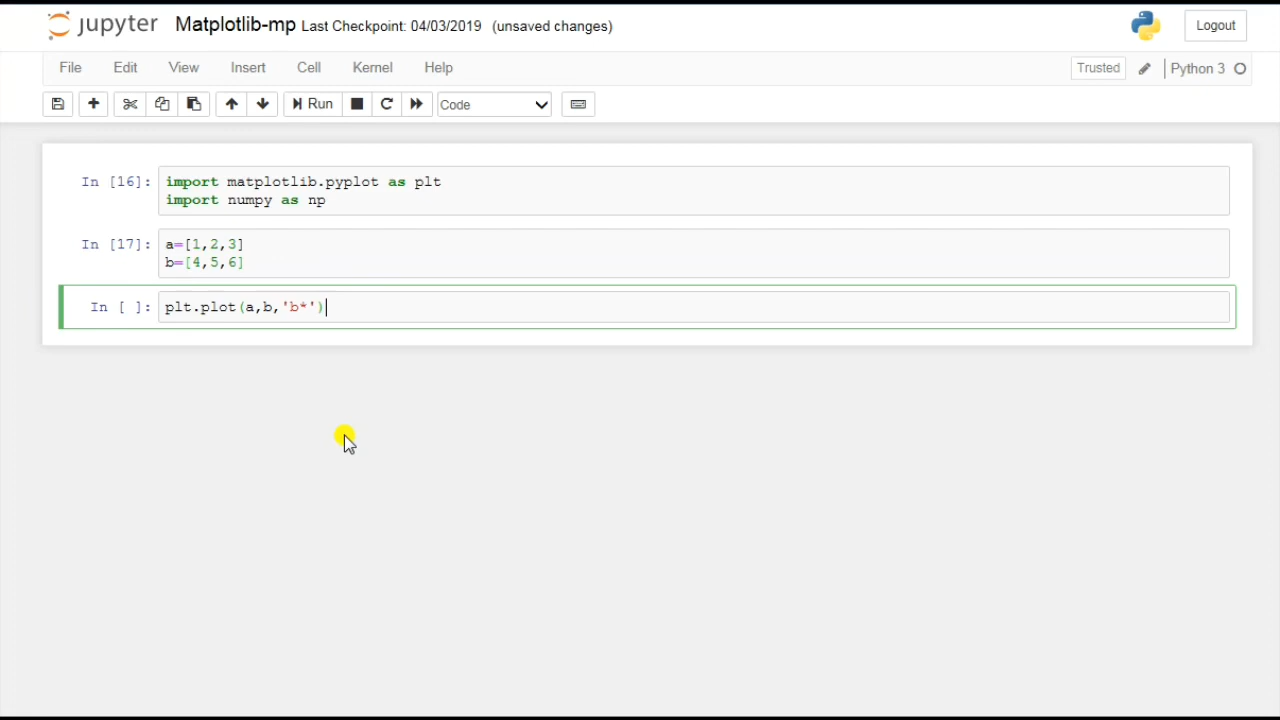 jupyter Matplotlib-mp Last Checkpoint: 04/03/2019 (unsaved changes) Logout
File Edit View Insert Cell Kernel Help Trusted Python 3
Run Code
In [16]: import matplotlib.pyplot as plt
import numpy as np
In [17]: a=[1,2,3]
b=[4,5,6]
In [ ]: plt.plot(a,b,'b*')